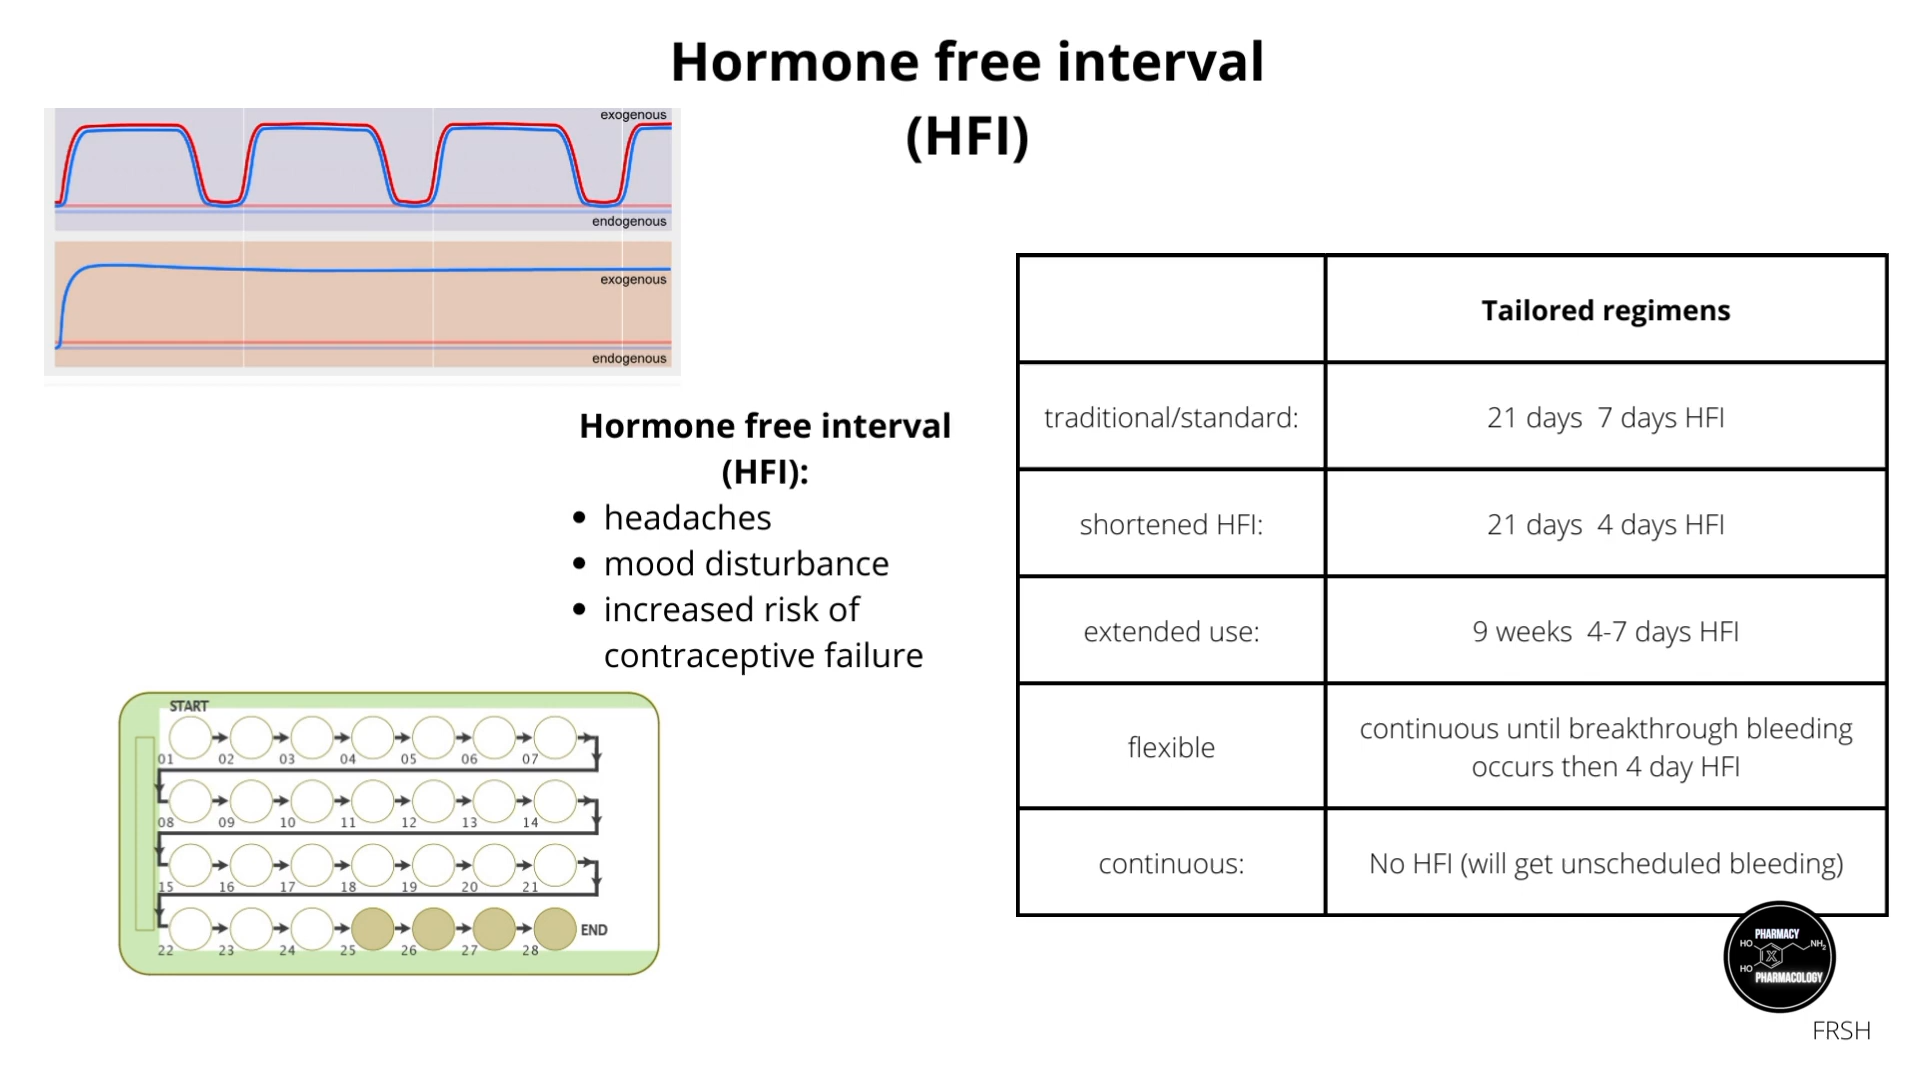 Hormone free interval
(HFI)
exogenous
endogenous
exogenous
endogenous
Hormone free interval
(HFI):
• headaches
• mood disturbance
• increased risk of
contraceptive failure
START
01 02 03 04 05 06 07
08 09 10 11 12 13 14
15 16 17 18 19 20 21
END
22 23 24 25 26 27 28
Tailored regimens
traditional/standard: 21 days 7 days HFI
shortened HFI: 21 days 4 days HFI
extended use: 9 weeks 4-7 days HFI
flexible continuous until breakthrough bleeding
occurs then 4 day HFI
continuous: No HFI (will get unscheduled bleeding)
PHARMACY
HO NH2
X
HO
PHARMACOLOGY
FRSH